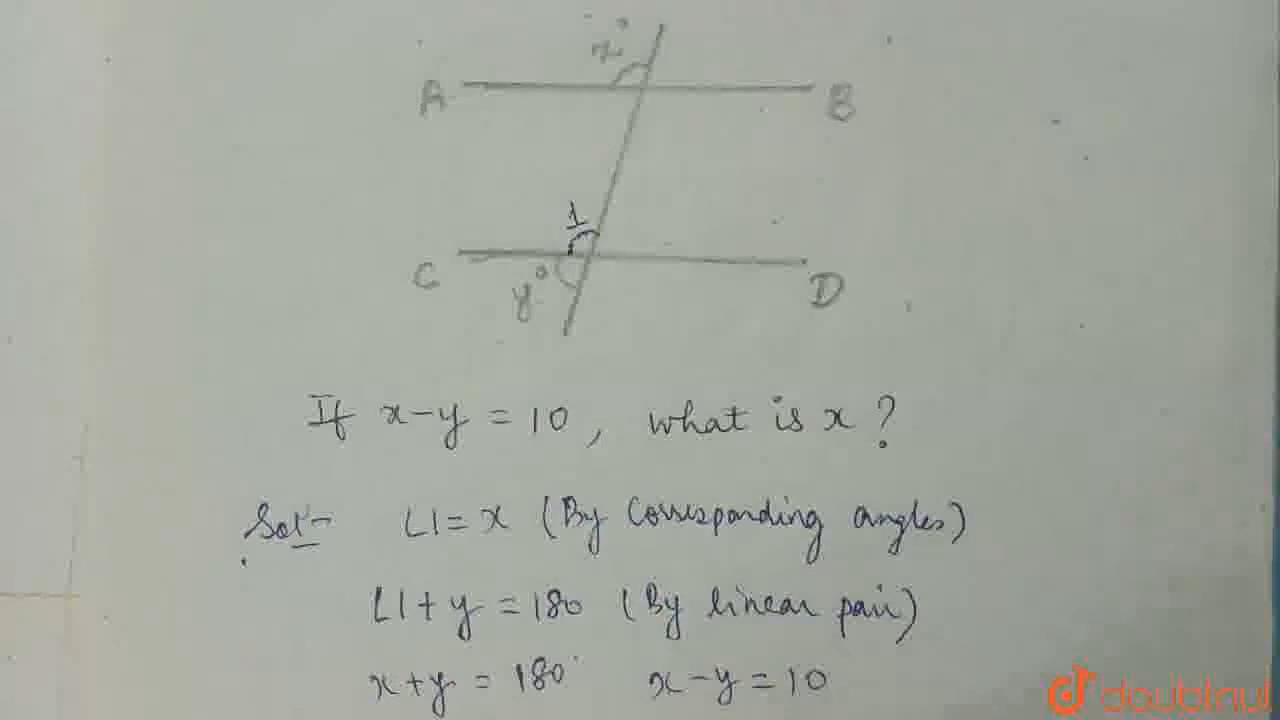 x°
A B
1
C D
y°
If x-y = 10, what is x?
Sol:- ∠1 = x (By Corresponding angles)
∠1 + y = 180 (By linear pair)
x+y = 180° x-y = 10
doubtnut